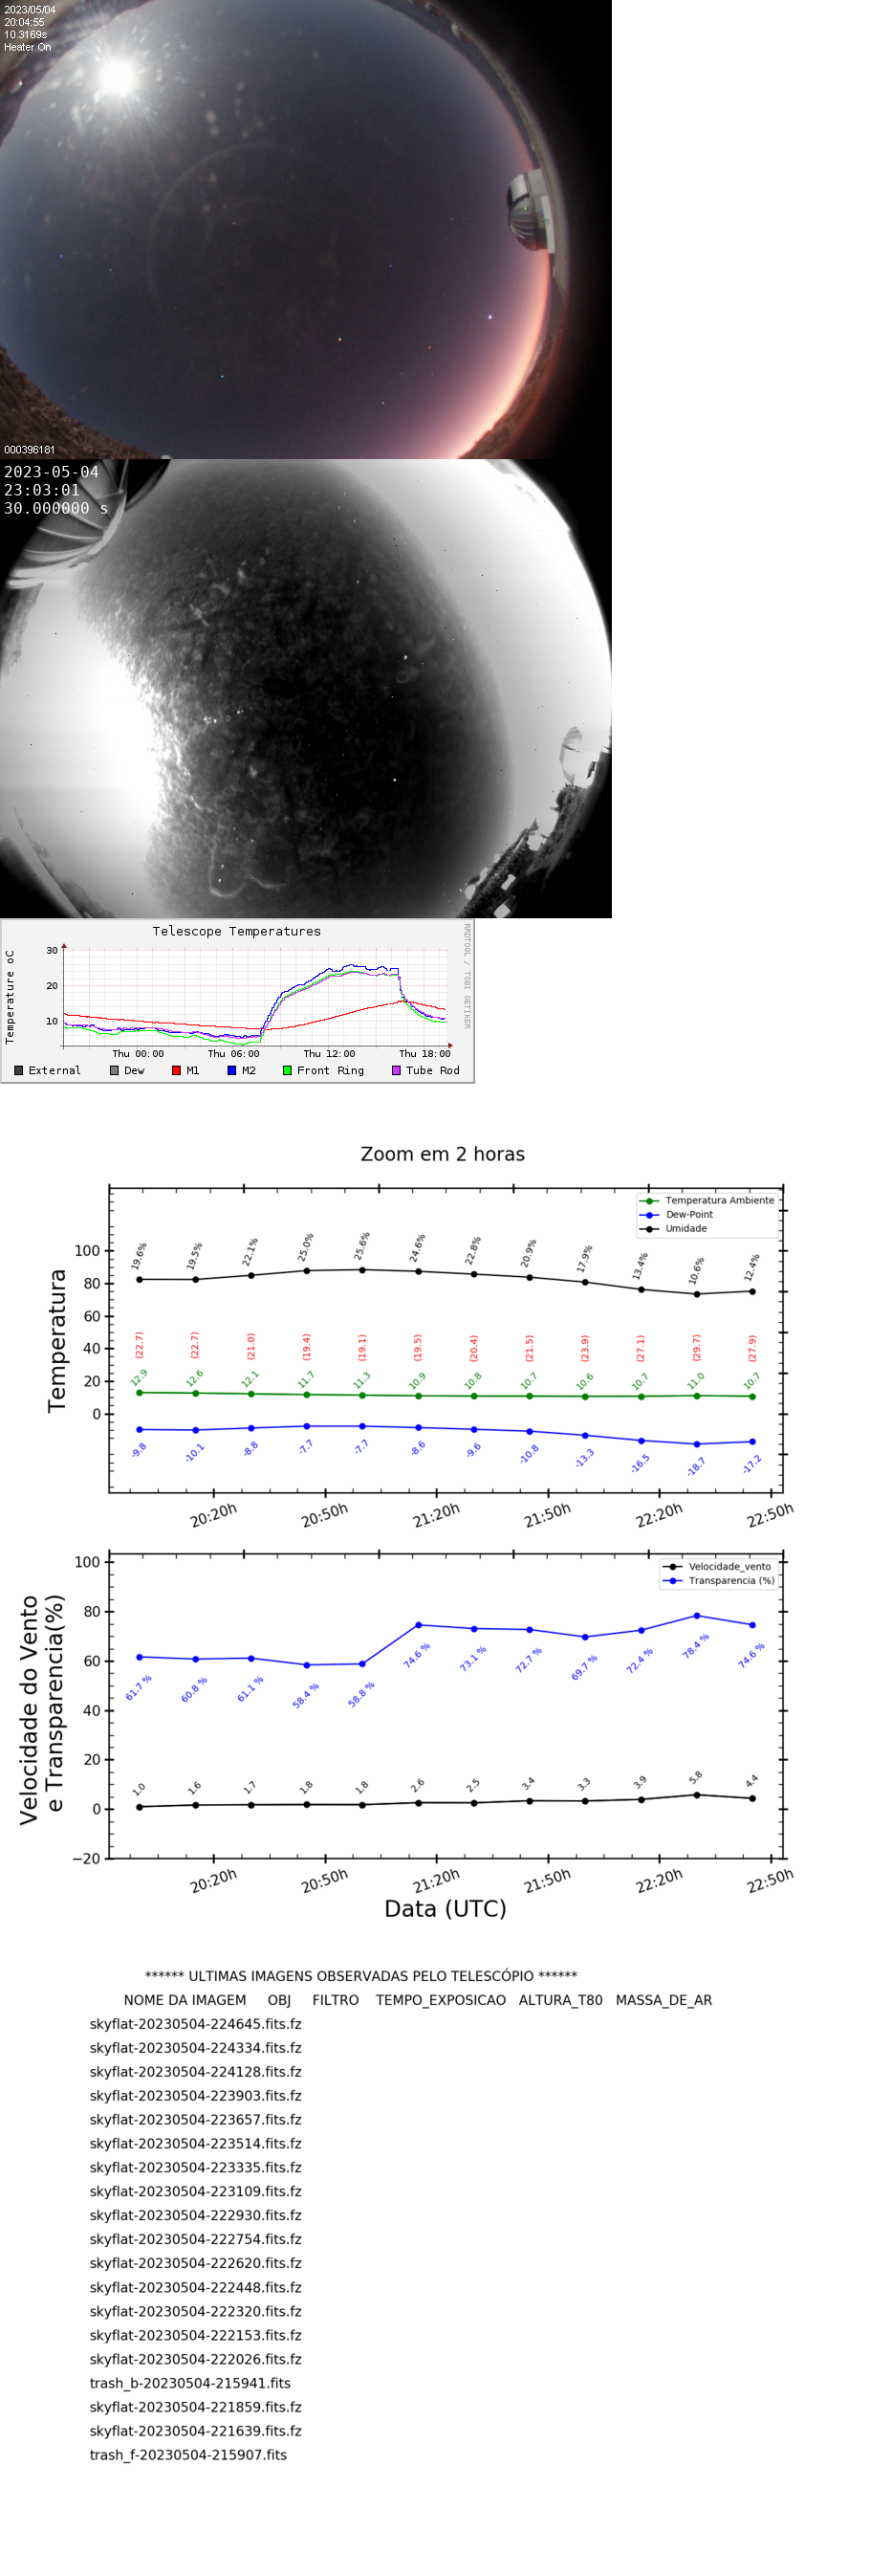 2023/05/04
20:04:55
10.3169s
Heater On
000396181
2023-05-04
23:03:01
30.000000 s
Telescope Temperatures
RRDTOOL / TOBI OETIKER
Temperature oC
30
20
10
Thu 00:00 Thu 06:00 Thu 12:00 Thu 18:00
External Dew M1 M2 Front Ring Tube Rod
Zoom em 2 horas
Temperatura Ambiente
Dew-Point
Umidade
Temperatura
100
80
60
40
20
0
19.6% 19.5% 22.1% 25.0% 25.6% 24.6% 22.8% 20.9% 17.9% 13.4% 10.6% 12.4%
(22.7) (22.7) (21.0) (19.4) (19.1) (19.5) (20.4) (21.5) (23.9) (27.1) (29.7) (27.9)
12.9 12.6 12.1 11.7 11.3 10.9 10.8 10.7 10.6 10.7 11.0 10.7
-9.8 -10.1 -8.8 -7.7 -7.7 -8.6 -9.6 -10.8 -13.3 -16.5 -18.7 -17.2
20:20h 20:50h 21:20h 21:50h 22:20h 22:50h
Velocidade_vento
Transparencia (%)
Velocidade do Vento
e Transparencia(%)
100
80
60
40
20
0
−20
61.7 % 60.8 % 61.1 % 58.4 % 58.8 % 74.6 % 73.1 % 72.7 % 69.7 % 72.4 % 78.4 % 74.6 %
1.0 1.6 1.7 1.8 1.8 2.6 2.5 3.4 3.3 3.9 5.8 4.4
20:20h 20:50h 21:20h 21:50h 22:20h 22:50h
Data (UTC)
****** ULTIMAS IMAGENS OBSERVADAS PELO TELESCÓPIO ******
NOME DA IMAGEM OBJ FILTRO TEMPO_EXPOSICAO ALTURA_T80 MASSA_DE_AR
skyflat-20230504-224645.fits.fz
skyflat-20230504-224334.fits.fz
skyflat-20230504-224128.fits.fz
skyflat-20230504-223903.fits.fz
skyflat-20230504-223657.fits.fz
skyflat-20230504-223514.fits.fz
skyflat-20230504-223335.fits.fz
skyflat-20230504-223109.fits.fz
skyflat-20230504-222930.fits.fz
skyflat-20230504-222754.fits.fz
skyflat-20230504-222620.fits.fz
skyflat-20230504-222448.fits.fz
skyflat-20230504-222320.fits.fz
skyflat-20230504-222153.fits.fz
skyflat-20230504-222026.fits.fz
trash_b-20230504-215941.fits
skyflat-20230504-221859.fits.fz
skyflat-20230504-221639.fits.fz
trash_f-20230504-215907.fits